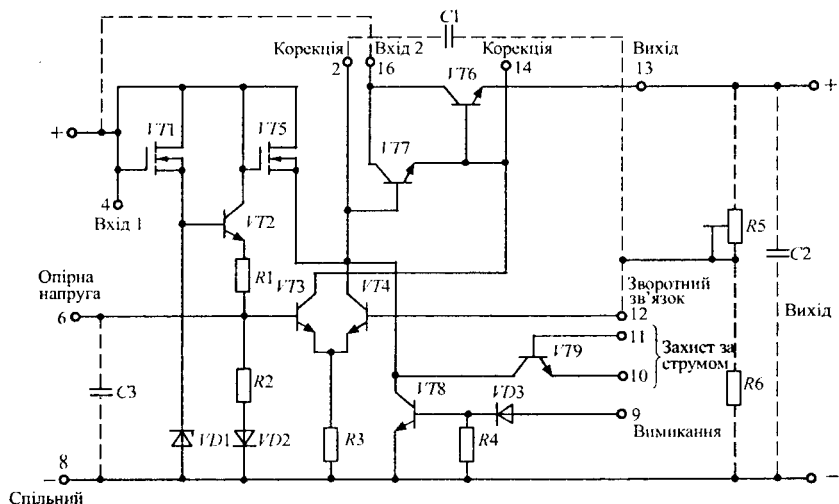 C1
Корекція
2
Вхід 2
16
Корекція
14
Вихід
13
VT6
+
+
VT1
VT5
VT7
4
Вхід 1
VT2
R5
C2
Опірна
напруга
6
R1
VT3
VT4
Зворотний
зв'язок
12
Вихід
11
Захист за
струмом
VT9
10
C3
R2
R6
VT8
VD3
9
Вимикання
VD1
VD2
R3
R4
8
−
−
Спільний